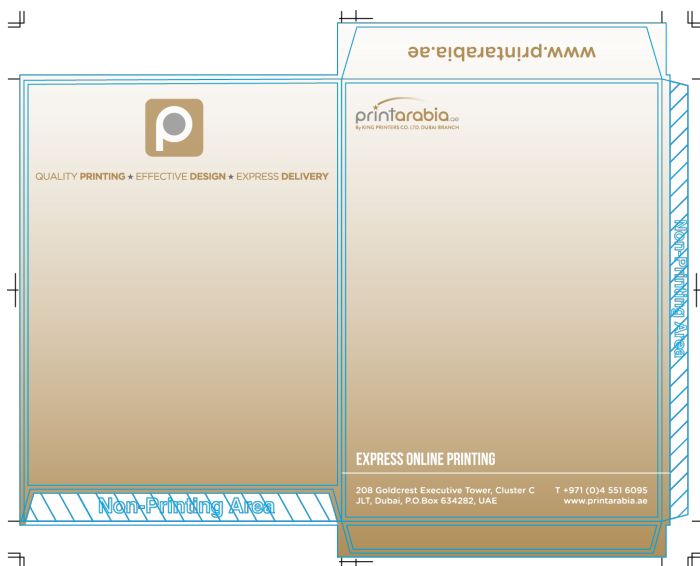 www.printarabia.ae
p
QUALITY PRINTING ★ EFFECTIVE DESIGN ★ EXPRESS DELIVERY
printarabia.ae
By KING PRINTERS CO. LTD. DUBAI BRANCH
Non-Printing Area
EXPRESS ONLINE PRINTING
208 Goldcrest Executive Tower, Cluster C
JLT, Dubai, P.O.Box 634282, UAE
T +971 (0)4 551 6095
www.printarabia.ae
Non-Printing Area